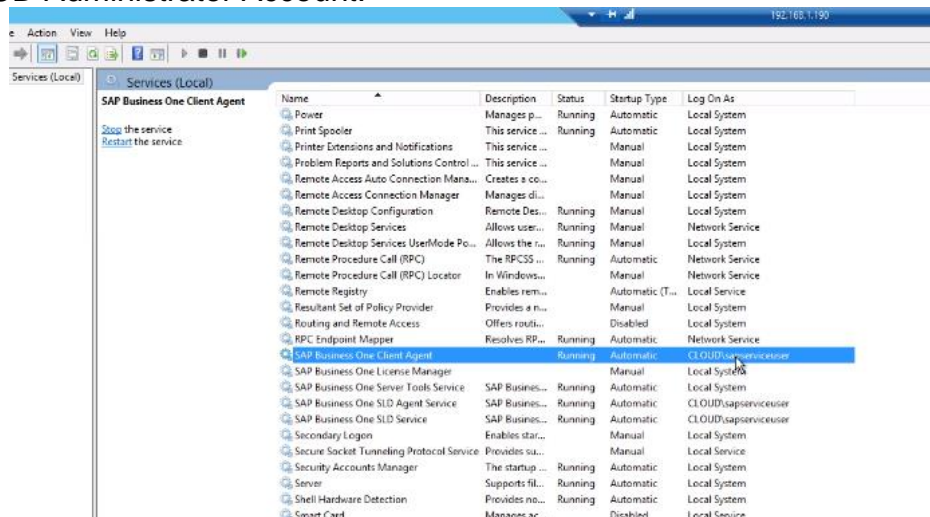 Administrator Account.
192.168.1.190
e Action View Help
Services (Local)
Services (Local)
SAP Business One Client Agent
Stop the service
Restart the service
Name Description Status Startup Type Log On As
Power Manages p... Running Automatic Local System
Print Spooler This service ... Running Automatic Local System
Printer Extensions and Notifications This service ... Manual Local System
Problem Reports and Solutions Control ... This service ... Manual Local System
Remote Access Auto Connection Mana... Creates a co... Manual Local System
Remote Access Connection Manager Manages di... Manual Local System
Remote Desktop Configuration Remote Des... Running Manual Local System
Remote Desktop Services Allows user... Running Manual Network Service
Remote Desktop Services UserMode Po... Allows the r... Running Manual Local System
Remote Procedure Call (RPC) The RPCSS ... Running Automatic Network Service
Remote Procedure Call (RPC) Locator In Windows... Manual Network Service
Remote Registry Enables rem... Automatic (T... Local Service
Resultant Set of Policy Provider Provides a n... Manual Local System
Routing and Remote Access Offers routi... Disabled Local System
RPC Endpoint Mapper Resolves RP... Running Automatic Network Service
SAP Business One Client Agent Running Automatic CLOUD\sapserviceuser
SAP Business One License Manager Manual Local System
SAP Business One Server Tools Service SAP Busines... Running Automatic Local System
SAP Business One SLD Agent Service SAP Busines... Running Automatic CLOUD\sapserviceuser
SAP Business One SLD Service SAP Busines... Running Automatic CLOUD\sapserviceuser
Secondary Logon Enables star... Manual Local System
Secure Socket Tunneling Protocol Service Provides su... Manual Local Service
Security Accounts Manager The startup ... Running Automatic Local System
Server Supports fil... Running Automatic Local System
Shell Hardware Detection Provides no... Running Automatic Local System
Smart Card Manages ac... Disabled Local Service